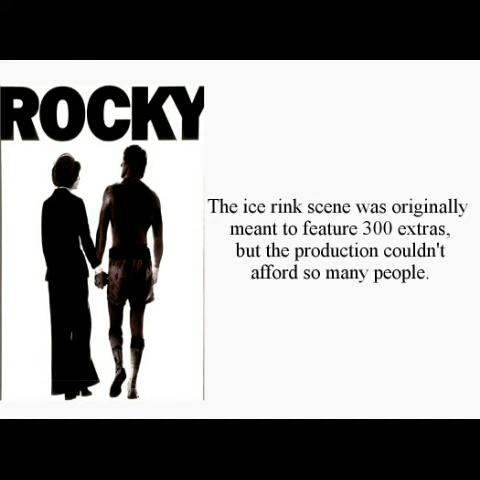 ROCKY
The ice rink scene was originally
meant to feature 300 extras,
but the production couldn't
afford so many people.